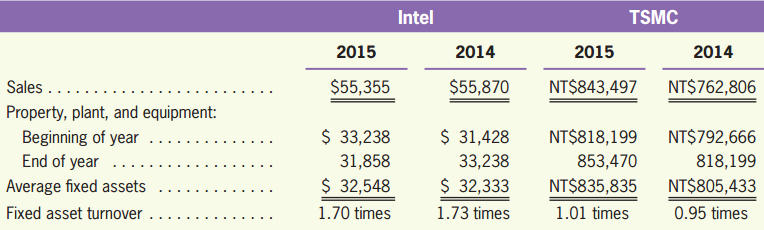 Intel TSMC
2015 2014 2015 2014
Sales . . . . . . . . . . . . . . . . . . . . . . . . . $55,355 $55,870 NT$843,497 NT$762,806
Property, plant, and equipment:
Beginning of year . . . . . . . . . . . . . $ 33,238 $ 31,428 NT$818,199 NT$792,666
End of year . . . . . . . . . . . . . . . . . 31,858 33,238 853,470 818,199
Average fixed assets . . . . . . . . . . . . . $ 32,548 $ 32,333 NT$835,835 NT$805,433
Fixed asset turnover . . . . . . . . . . . . . . 1.70 times 1.73 times 1.01 times 0.95 times